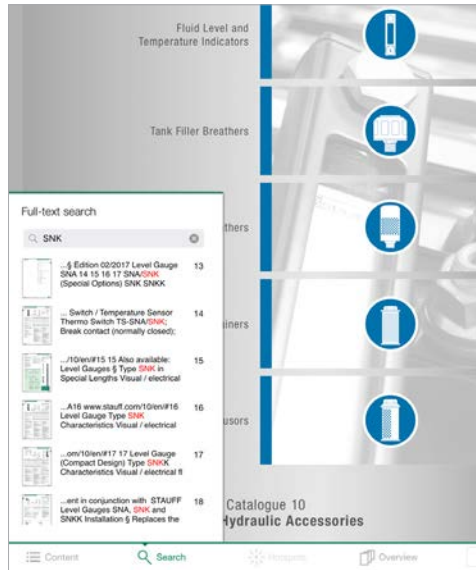 Fluid Level and
Temperature Indicators
Tank Filler Breathers
thers
ainers
usors
Catalogue 10
Hydraulic Accessories
Full-text search
SNK
...§ Edition 02/2017 Level Gauge
SNA 14 15 16 17 SNA/SNK
(Special Options) SNK SNKK
13
... Switch / Temperature Sensor
Thermo Switch TS-SNA/SNK;
Break contact (normally closed);
14
.../10/en/#15 15 Also available:
Level Gauges § Type SNK in
Special Lengths Visual / electrical
15
...A16 www.stauff.com/10/en/#16
Level Gauge Type SNK
Characteristics Visual / electrical
16
...om/10/en/#17 17 Level Gauge
(Compact Design) Type SNKK
Characteristics Visual / electrical fl
17
...ent in conjunction with STAUFF
Level Gauges SNA, SNK and
SNKK Installation § Replaces the
18
Content
Search
Hotspots
Overview